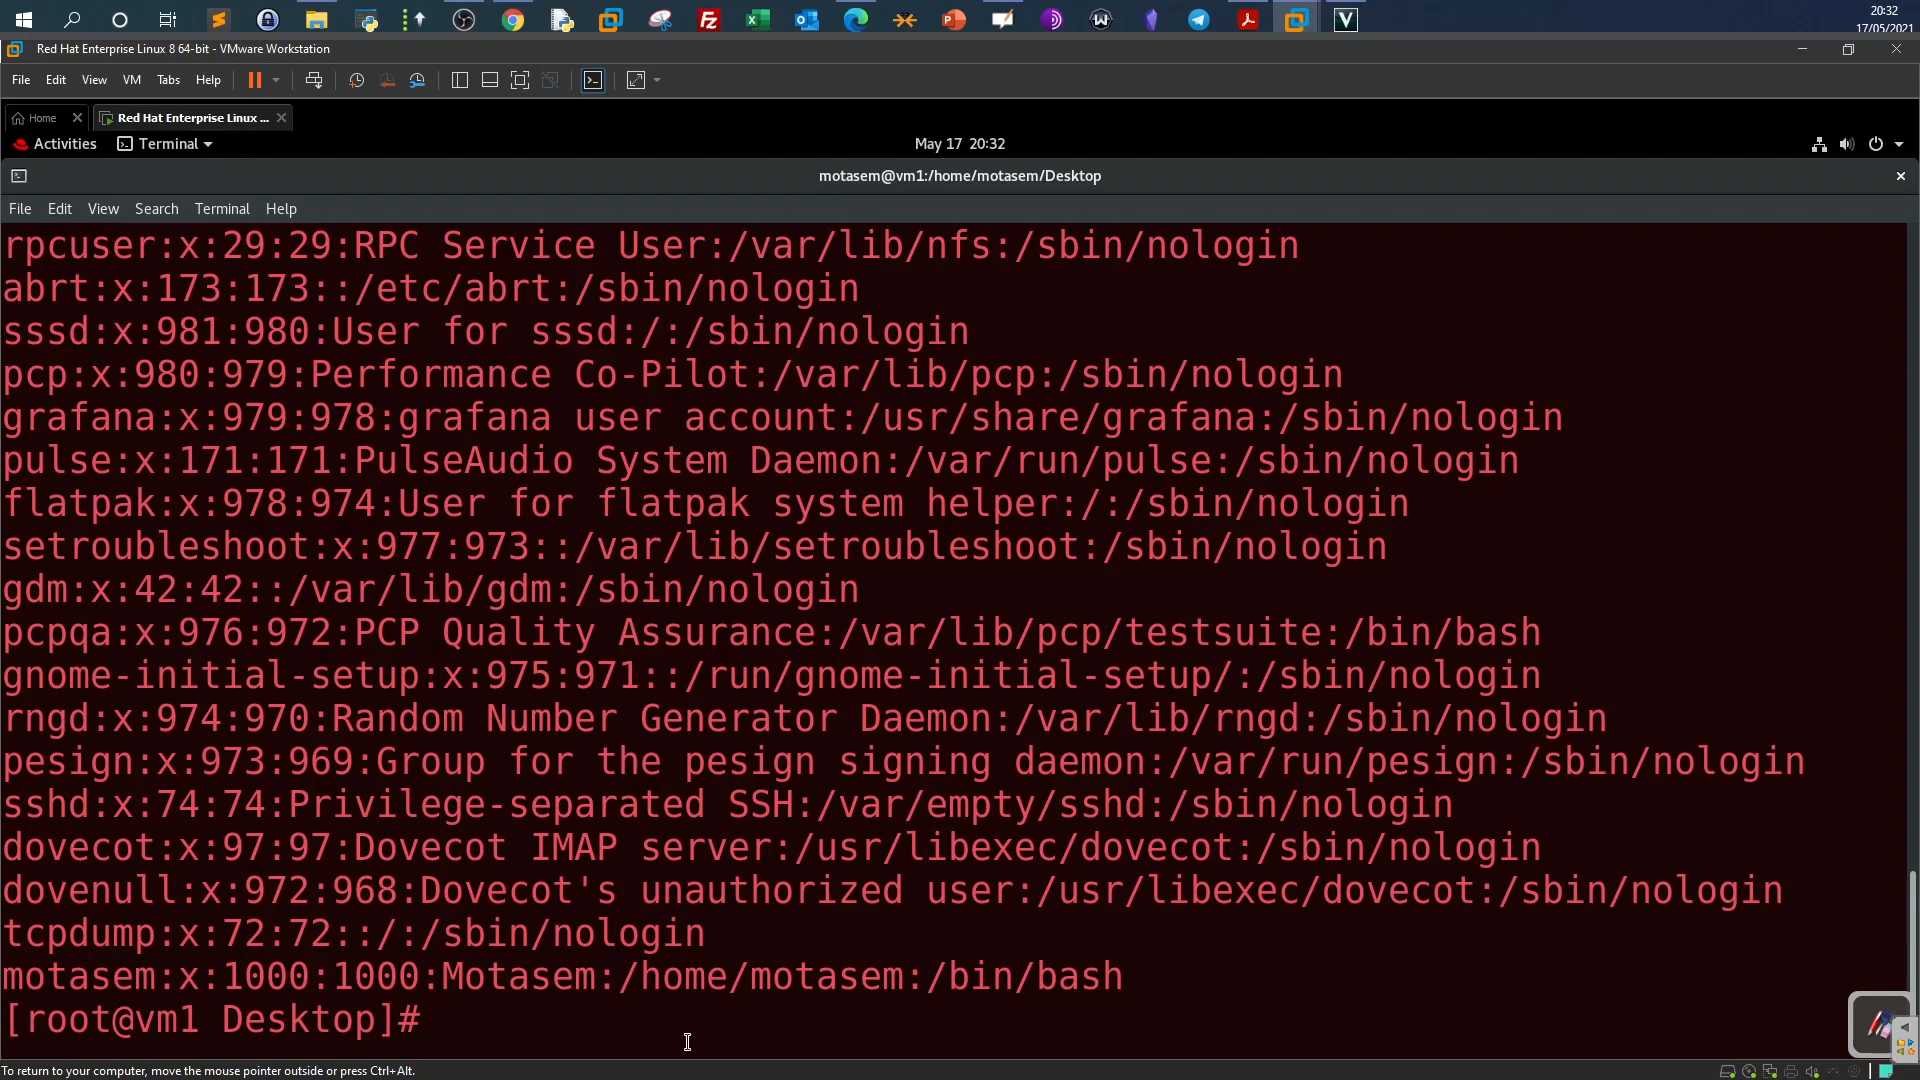 20:32
17/05/2021
Red Hat Enterprise Linux 8 64-bit - VMware Workstation
File Edit View VM Tabs Help
Home
Red Hat Enterprise Linux ...
Activities Terminal May 17 20:32
motasem@vm1:/home/motasem/Desktop
File Edit View Search Terminal Help
rpcuser:x:29:29:RPC Service User:/var/lib/nfs:/sbin/nologin
abrt:x:173:173::/etc/abrt:/sbin/nologin
sssd:x:981:980:User for sssd:/:/sbin/nologin
pcp:x:980:979:Performance Co-Pilot:/var/lib/pcp:/sbin/nologin
grafana:x:979:978:grafana user account:/usr/share/grafana:/sbin/nologin
pulse:x:171:171:PulseAudio System Daemon:/var/run/pulse:/sbin/nologin
flatpak:x:978:974:User for flatpak system helper:/:/sbin/nologin
setroubleshoot:x:977:973::/var/lib/setroubleshoot:/sbin/nologin
gdm:x:42:42::/var/lib/gdm:/sbin/nologin
pcpqa:x:976:972:PCP Quality Assurance:/var/lib/pcp/testsuite:/bin/bash
gnome-initial-setup:x:975:971::/run/gnome-initial-setup/:/sbin/nologin
rngd:x:974:970:Random Number Generator Daemon:/var/lib/rngd:/sbin/nologin
pesign:x:973:969:Group for the pesign signing daemon:/var/run/pesign:/sbin/nologin
sshd:x:74:74:Privilege-separated SSH:/var/empty/sshd:/sbin/nologin
dovecot:x:97:97:Dovecot IMAP server:/usr/libexec/dovecot:/sbin/nologin
dovenull:x:972:968:Dovecot's unauthorized user:/usr/libexec/dovecot:/sbin/nologin
tcpdump:x:72:72::/:/sbin/nologin
motasem:x:1000:1000:Motasem:/home/motasem:/bin/bash
[root@vm1 Desktop]#
To return to your computer, move the mouse pointer outside or press Ctrl+Alt.